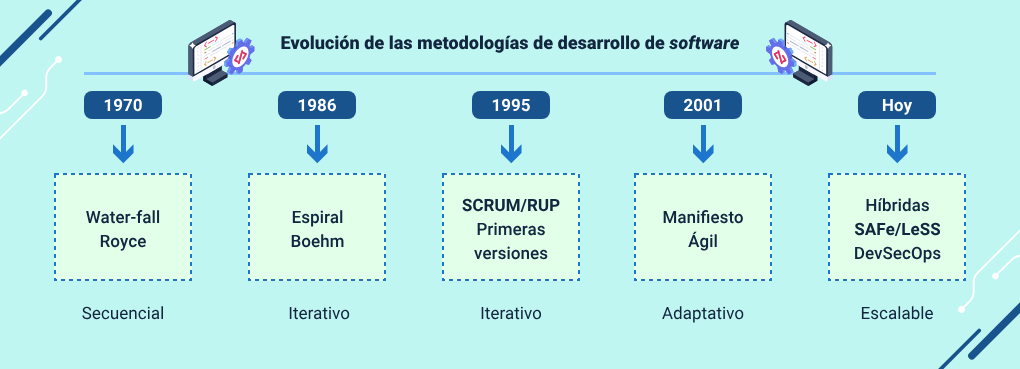 Evolución de las metodologías de desarrollo de software
1970
1986
1995
2001
Hoy
Water-fall
Royce
Espiral
Boehm
SCRUM/RUP
Primeras
versiones
Manifiesto
Ágil
Híbridas
SAFe/LeSS
DevSecOps
Secuencial
Iterativo
Iterativo
Adaptativo
Escalable